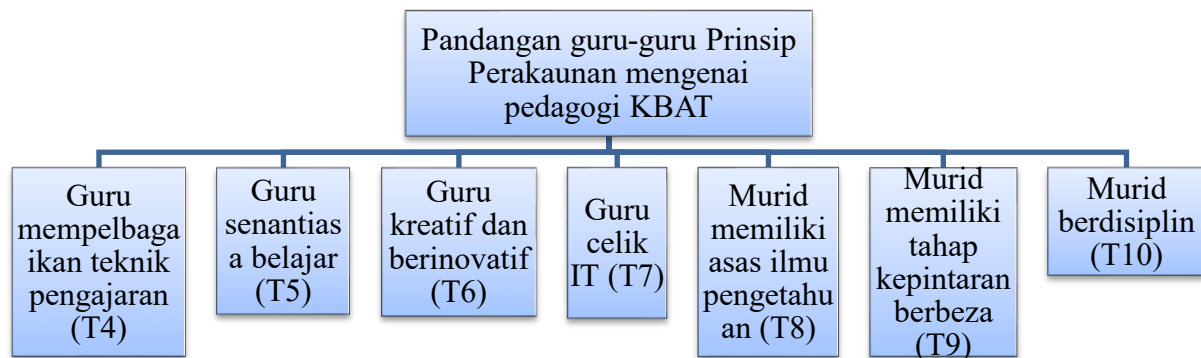 Pandangan guru-guru Prinsip
Perakaunan mengenai
pedagogi KBAT
Guru
mempelbaga
ikan teknik
pengajaran
(T4)
Guru
senantias
a belajar
(T5)
Guru
kreatif dan
berinovatif
(T6)
Guru
celik
IT (T7)
Murid
memiliki
asas ilmu
pengetahu
an (T8)
Murid
memiliki
tahap
kepintaran
berbeza
(T9)
Murid
berdisiplin
(T10)